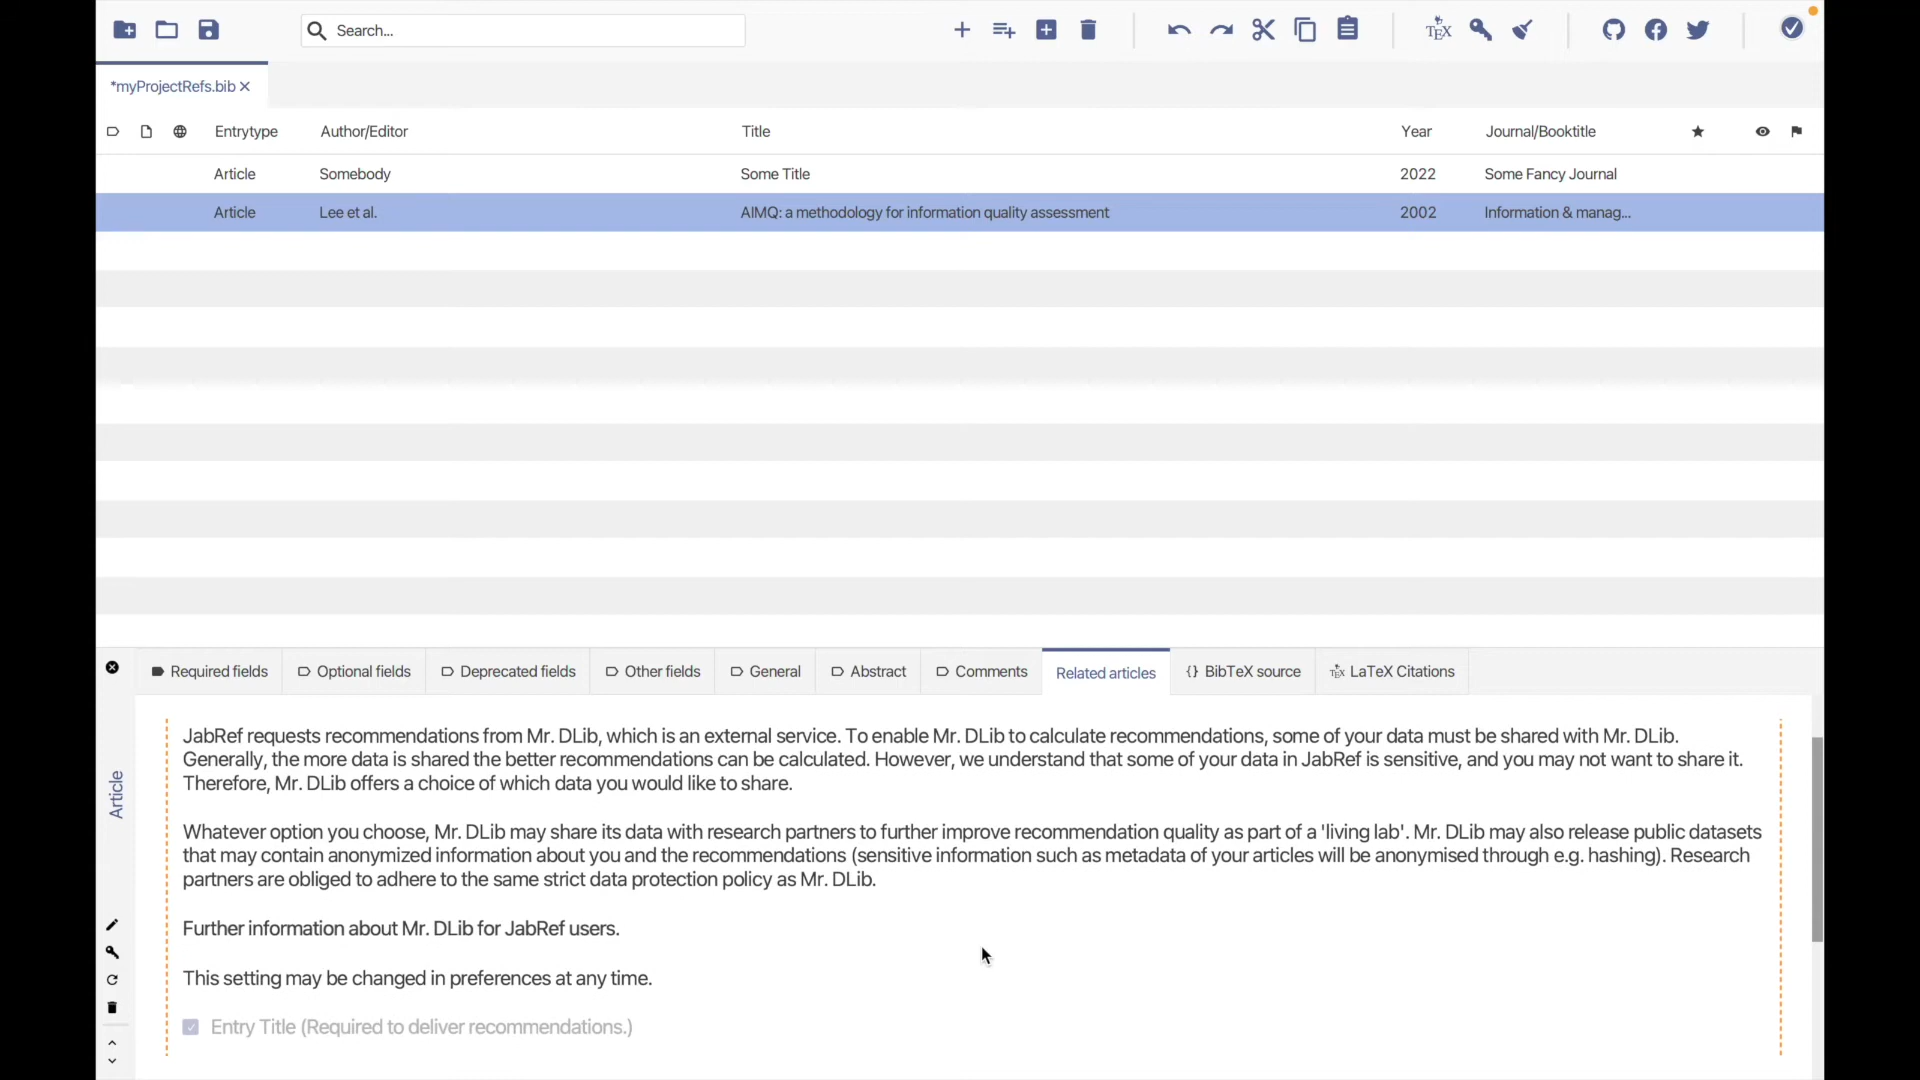 Search...
TEX
*myProjectRefs.bib
Entrytype Author/Editor Title Year Journal/Booktitle
Article Somebody Some Title 2022 Some Fancy Journal
Article Lee et al. AIMQ: a methodology for information quality assessment 2002 Information & manag...
Required fields Optional fields Deprecated fields Other fields General Abstract Comments Related articles {} BibTeX source TEX LaTeX Citations
Article
JabRef requests recommendations from Mr. DLib, which is an external service. To enable Mr. DLib to calculate recommendations, some of your data must be shared with Mr. DLib.
Generally, the more data is shared the better recommendations can be calculated. However, we understand that some of your data in JabRef is sensitive, and you may not want to share it.
Therefore, Mr. DLib offers a choice of which data you would like to share.
Whatever option you choose, Mr. DLib may share its data with research partners to further improve recommendation quality as part of a 'living lab'. Mr. DLib may also release public datasets
that may contain anonymized information about you and the recommendations (sensitive information such as metadata of your articles will be anonymised through e.g. hashing). Research
partners are obliged to adhere to the same strict data protection policy as Mr. DLib.
Further information about Mr. DLib for JabRef users.
This setting may be changed in preferences at any time.
Entry Title (Required to deliver recommendations.)